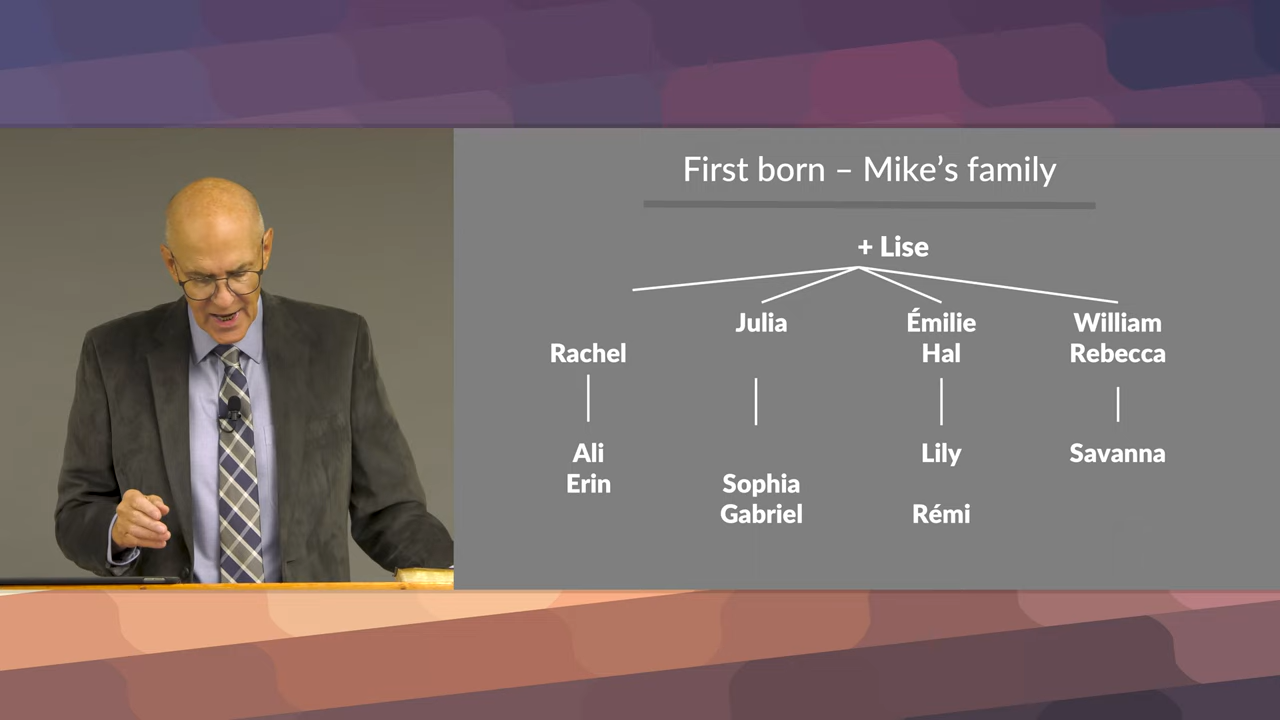 First born – Mike’s family
+ Lise
Julia
Émilie
William
Rachel
Hal
Rebecca
Ali
Lily
Savanna
Erin
Sophia
Gabriel
Rémi